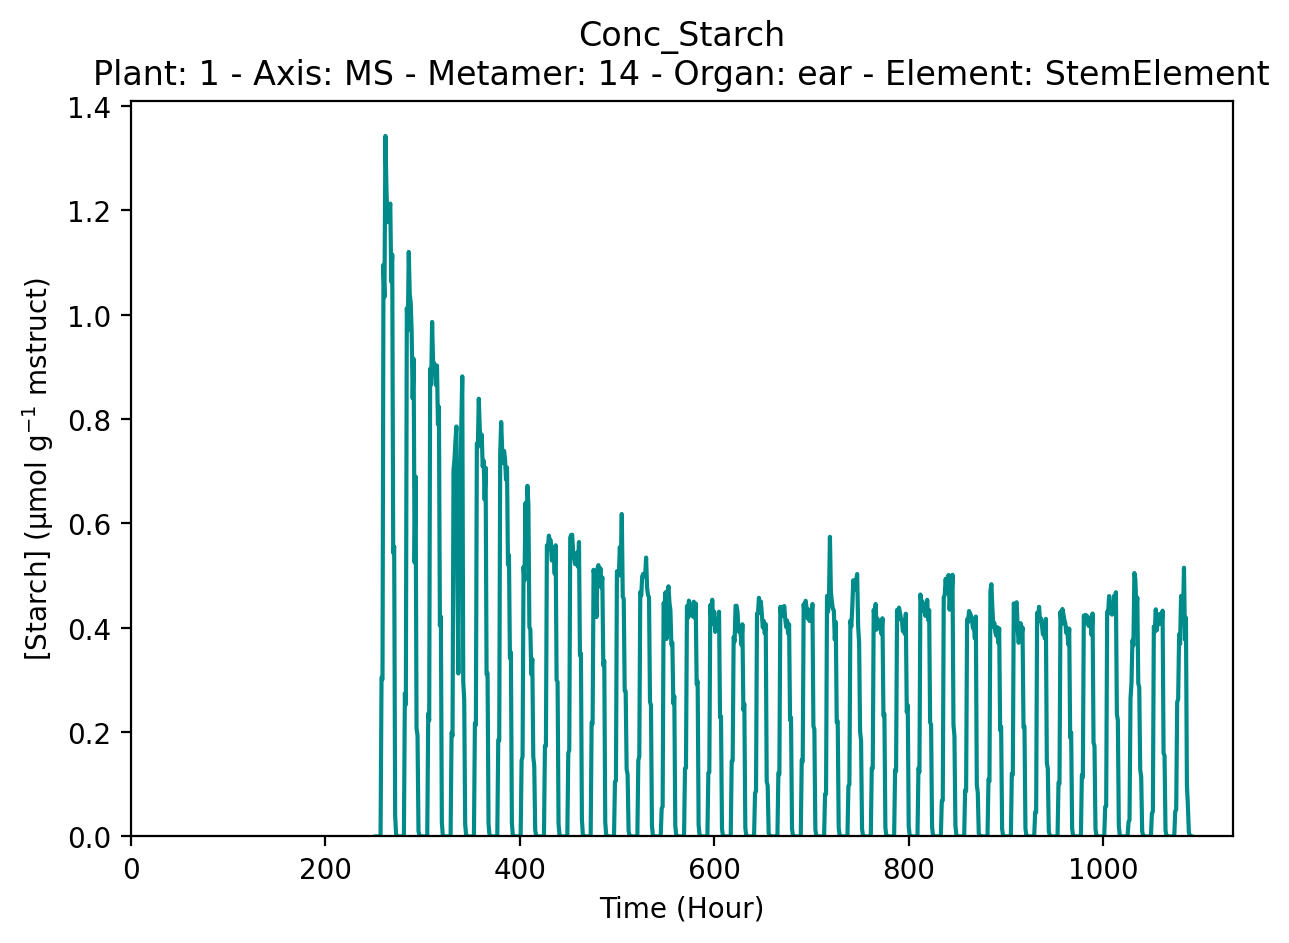 Conc_Starch
Plant: 1 - Axis: MS - Metamer: 14 - Organ: ear - Element: StemElement
1.4
1.2
1.0
0.8
0.6
0.4
0.2
0.0
[Starch] (µmol g⁻¹ mstruct)
0 200 400 600 800 1000
Time (Hour)